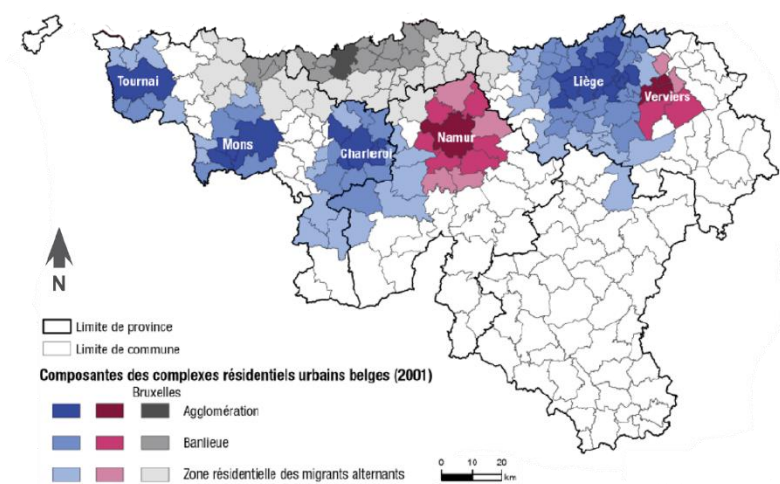 Tournai
Liège
Verviers
Mons
Charleroi
Namur
N
Limite de province
Limite de commune
Composantes des complexes résidentiels urbains belges (2001)
Bruxelles
Agglomération
Banlieue
Zone résidentielle des migrants alternants
0 10 20
km